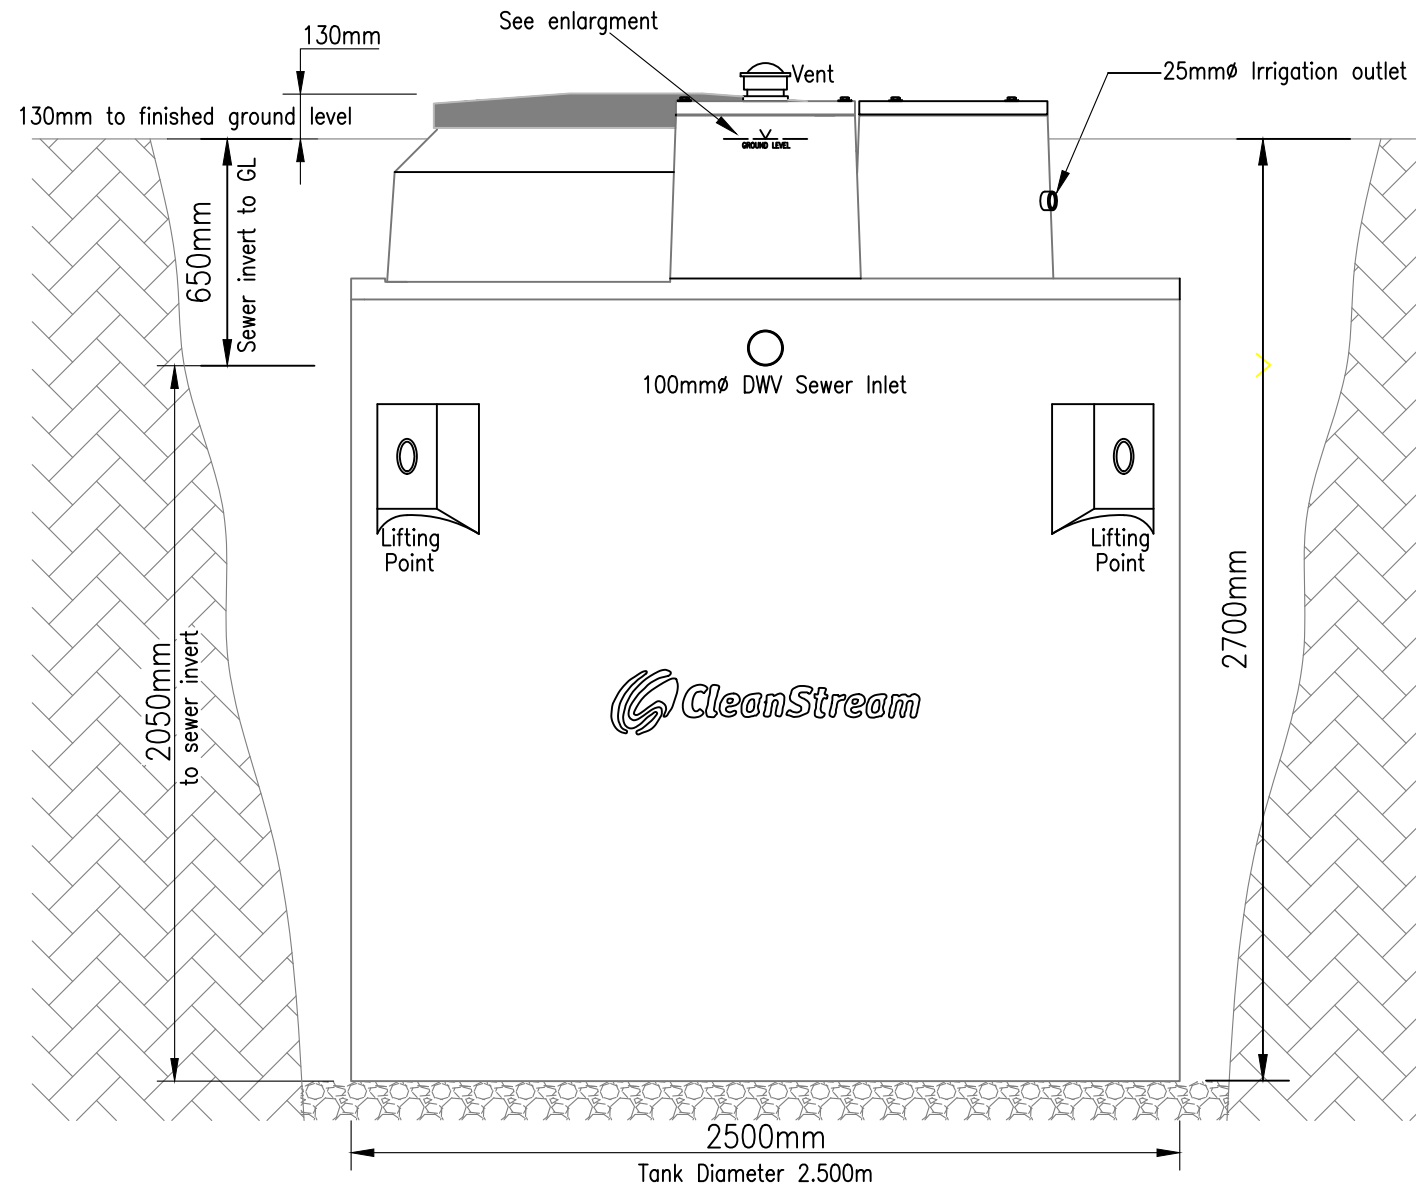 See enlargment
130mm
Vent
25mmø Irrigation outlet
130mm to finished ground level
GROUND LEVEL
650mm
Sewer invert to GL
100mmø DWV Sewer Inlet
Lifting
Point
Lifting
Point
2700mm
2050mm
to sewer invert
CleanStream
2500mm
Tank Diameter 2.500m